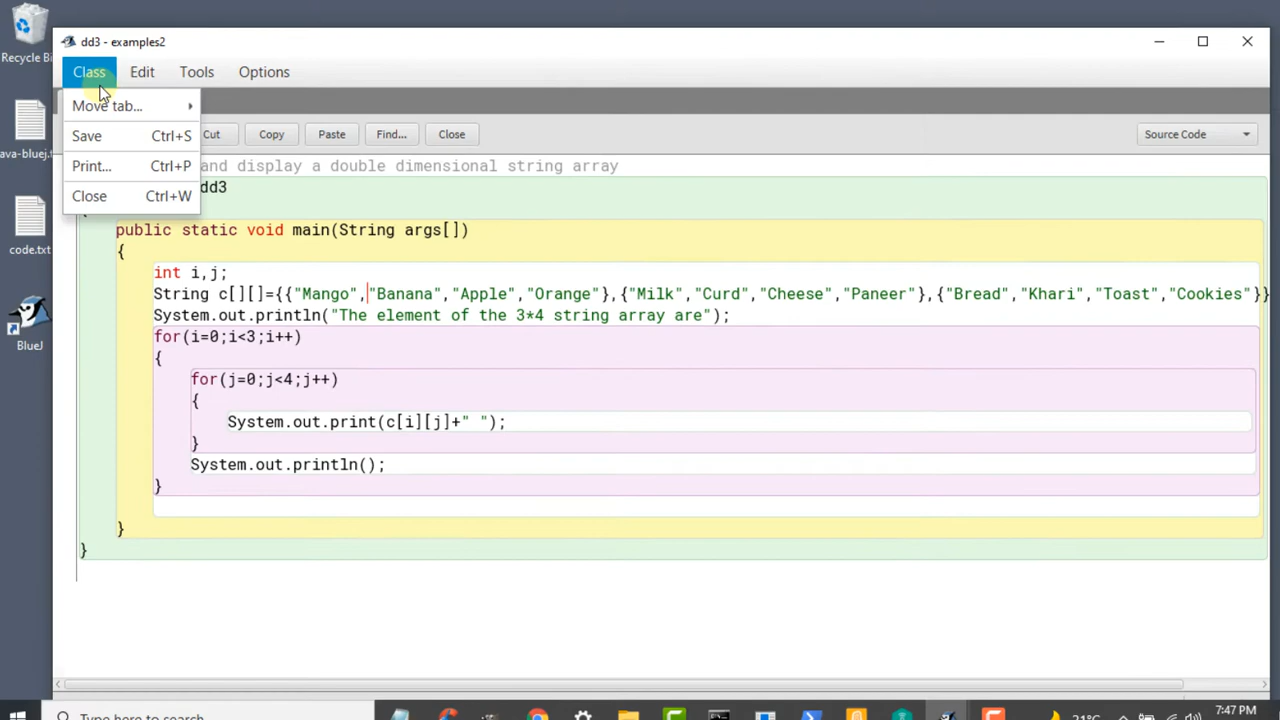 Recycle Bi
dd3 - examples2
Class Edit Tools Options
Move tab...
Save Ctrl+S
Print... Ctrl+P
Close Ctrl+W
Cut Copy Paste Find... Close Source Code
ava-bluej.f
and display a double dimensional string array
dd3
public static void main(String args[])
{
code.txt
int i,j;
String c[][]={{"Mango","Banana","Apple","Orange"},{"Milk","Curd","Cheese","Paneer"},{"Bread","Khari","Toast","Cookies"}}
System.out.println("The element of the 3*4 string array are");
for(i=0;i<3;i++)
BlueJ
{
for(j=0;j<4;j++)
{
System.out.print(c[i][j]+" ");
}
System.out.println();
}
}
}
Type here to search
21°C
7:47 PM